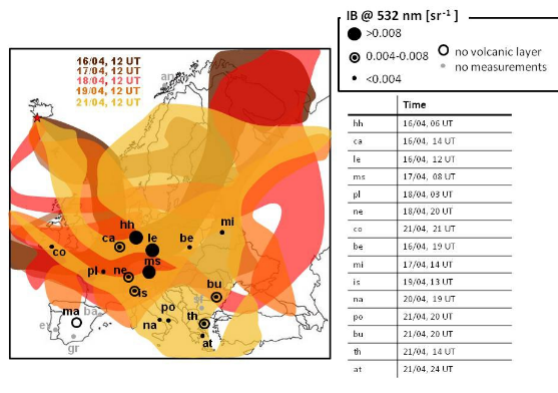 IB @ 532 nm [sr⁻¹ ]
>0.008
0.004-0.008
<0.004
no volcanic layer
no measurements
16/04, 12 UT
17/04, 12 UT
18/04, 12 UT
19/04, 12 UT
21/04, 12 UT
an
hh
ca
le
be
mi
co
ms
pl
ne
is
bu
ma
ba
po
na
th
at
ev
gr
Time
hh 16/04, 06 UT
ca 16/04, 14 UT
le 16/04, 12 UT
ms 17/04, 08 UT
pl 18/04, 03 UT
ne 18/04, 20 UT
co 21/04, 21 UT
be 16/04, 19 UT
mi 17/04, 14 UT
is 19/04, 13 UT
na 20/04, 19 UT
po 21/04, 20 UT
bu 21/04, 20 UT
th 21/04, 14 UT
at 21/04, 24 UT